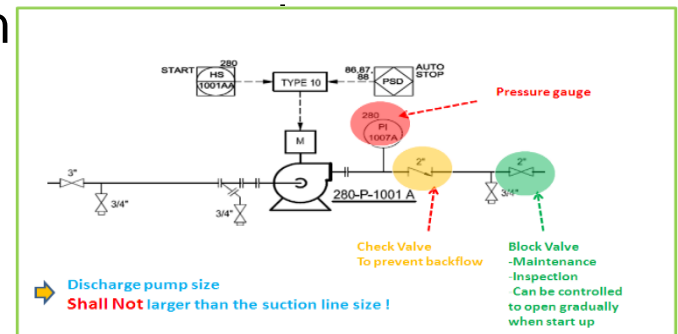 n
START
280
HS
1001AA
TYPE 10
86,87,
88
PSD
AUTO
STOP
Pressure gauge
280
PI
1007A
M
3"
2"
2"
3/4"
3/4"
3/4"
280-P-1001 A
Check Valve
To prevent backflow
Block Valve
-Maintenance
-Inspection
-Can be controlled
to open gradually
when start up
Discharge pump size
Shall Not larger than the suction line size !